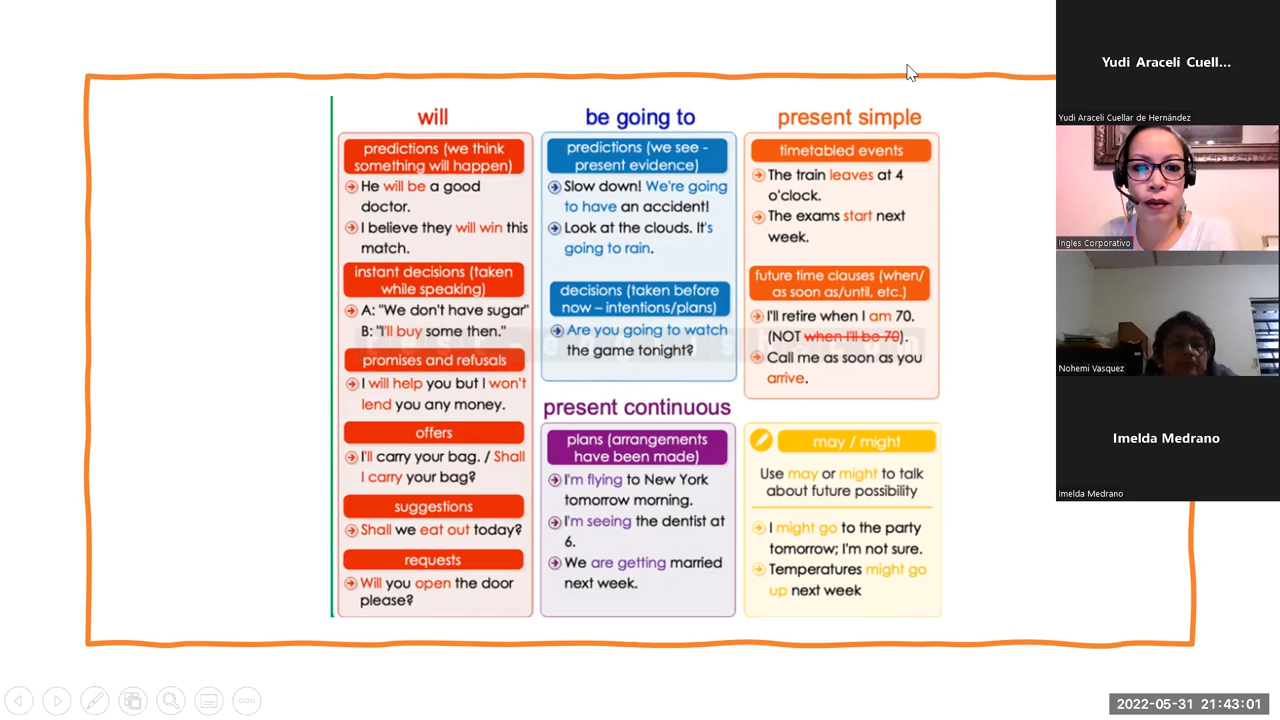 will
predictions (we think
something will happen)
He will be a good
doctor.
I believe they will win this
match.
instant decisions (taken
while speaking)
A: "We don't have sugar"
B: "I'll buy some then."
promises and refusals
I will help you but I won't
lend you any money.
offers
I'll carry your bag. / Shall
I carry your bag?
suggestions
Shall we eat out today?
requests
Will you open the door
please?
be going to
predictions (we see -
present evidence)
Slow down! We're going
to have an accident!
Look at the clouds. It's
going to rain.
decisions (taken before
now – intentions/plans)
Are you going to watch
the game tonight?
present continuous
plans (arrangements
have been made)
I'm flying to New York
tomorrow morning.
I'm seeing the dentist at
6.
We are getting married
next week.
present simple
timetabled events
The train leaves at 4
o'clock.
The exams start next
week.
future time clauses (when/
as soon as/until, etc.)
I'll retire when I am 70.
(NOT when I'll be 70).
Call me as soon as you
arrive.
may / might
Use may or might to talk
about future possibility
I might go to the party
tomorrow; I'm not sure.
Temperatures might go
up next week
Yudi Araceli Cuell...
Yudi Araceli Cuellar de Hernández
Ingles Corporativo
Nohemi Vasquez
Imelda Medrano
Imelda Medrano
2022-05-31 21:43:01